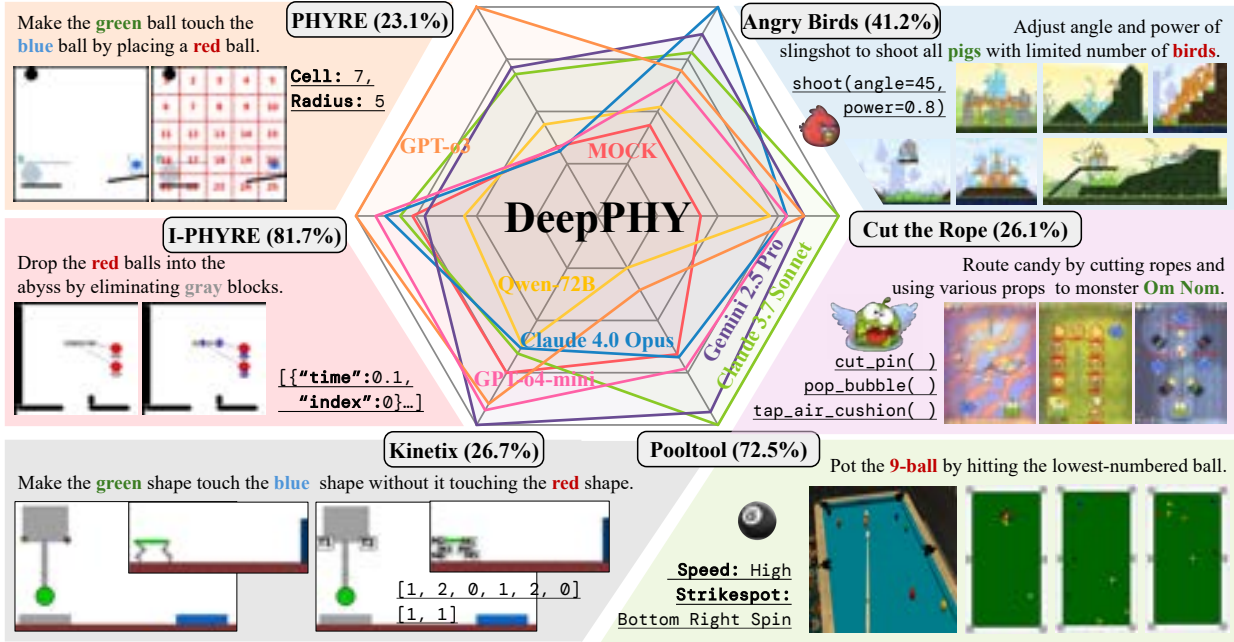 PHYRE (23.1%)
Make the green ball touch the
blue ball by placing a red ball.
Cell: 7,
Radius: 5
Angry Birds (41.2%)
Adjust angle and power of
slingshot to shoot all pigs with limited number of birds.
shoot(angle=45,
power=0.8)
GPT-o3
MOCK
DeepPHY
Qwen-72B
Claude 4.0 Opus
GPT-o4-mini
Gemini 2.5 Pro
Claude 3.7 Sonnet
I-PHYRE (81.7%)
Drop the red balls into the
abyss by eliminating gray blocks.
[{“time”:0.1,
“index”:0}…]
Cut the Rope (26.1%)
Route candy by cutting ropes and
using various props to monster Om Nom.
cut_pin( )
pop_bubble( )
tap_air_cushion( )
Kinetix (26.7%)
Make the green shape touch the blue shape without it touching the red shape.
[1, 2, 0, 1, 2, 0]
[1, 1]
Pooltool (72.5%)
Pot the 9-ball by hitting the lowest-numbered ball.
Speed: High
Strikespot:
Bottom Right Spin